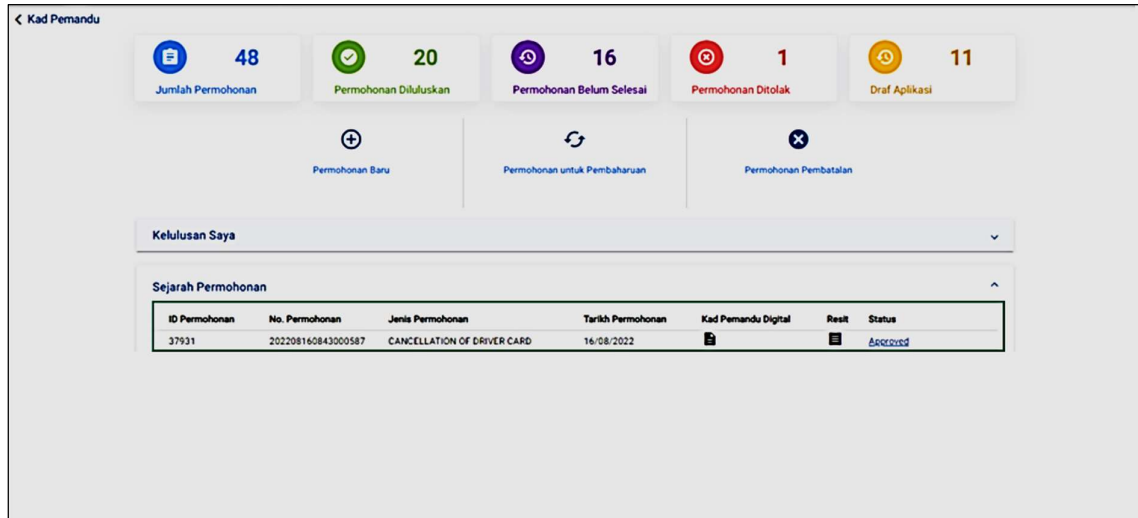 Kad Pemandu
48 20 16 1 11
Jumlah Permohonan Permohonan Diluluskan Permohonan Belum Selesai Permohonan Ditolak Draf Aplikasi
Permohonan Baru Permohonan untuk Pembaharuan Permohonan Pembatalan
Kelulusan Saya
Sejarah Permohonan
ID Permohonan No. Permohonan Jenis Permohonan Tarikh Permohonan Kad Pemandu Digital Resit Status
37931 202208160843000587 CANCELLATION OF DRIVER CARD 16/08/2022 Approved